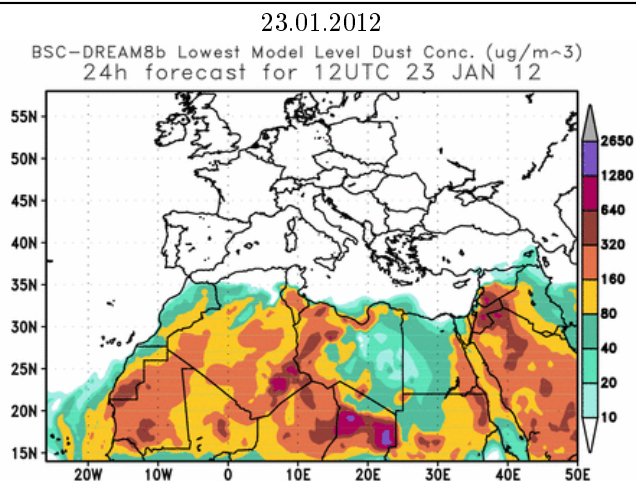 23.01.2012
BSC-DREAM8b Lowest Model Level Dust Conc. (ug/m^3)
24h forecast for 12UTC 23 JAN 12
55N
50N
45N
40N
35N
30N
25N
20N
15N
20W 10W 0 10E 20E 30E 40E 50E
2650
1280
640
320
160
80
40
20
10